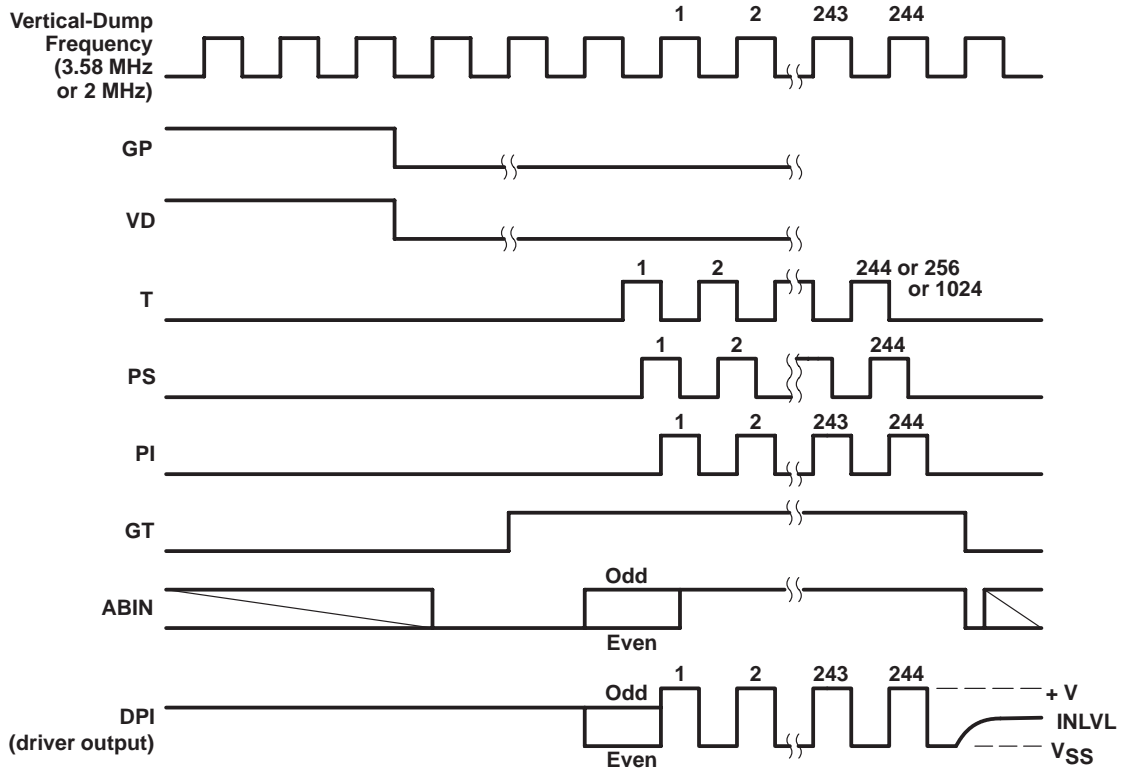 1 2 243 244
Vertical-Dump
Frequency
(3.58 MHz
or 2 MHz)
GP
VD
1 2 244 or 256
or 1024
T
1 2 244
PS
1 2 243 244
PI
GT
Odd
ABIN
Even
1 2 243 244
Odd
+ V
DPI
(driver output)
INLVL
Even
VSS